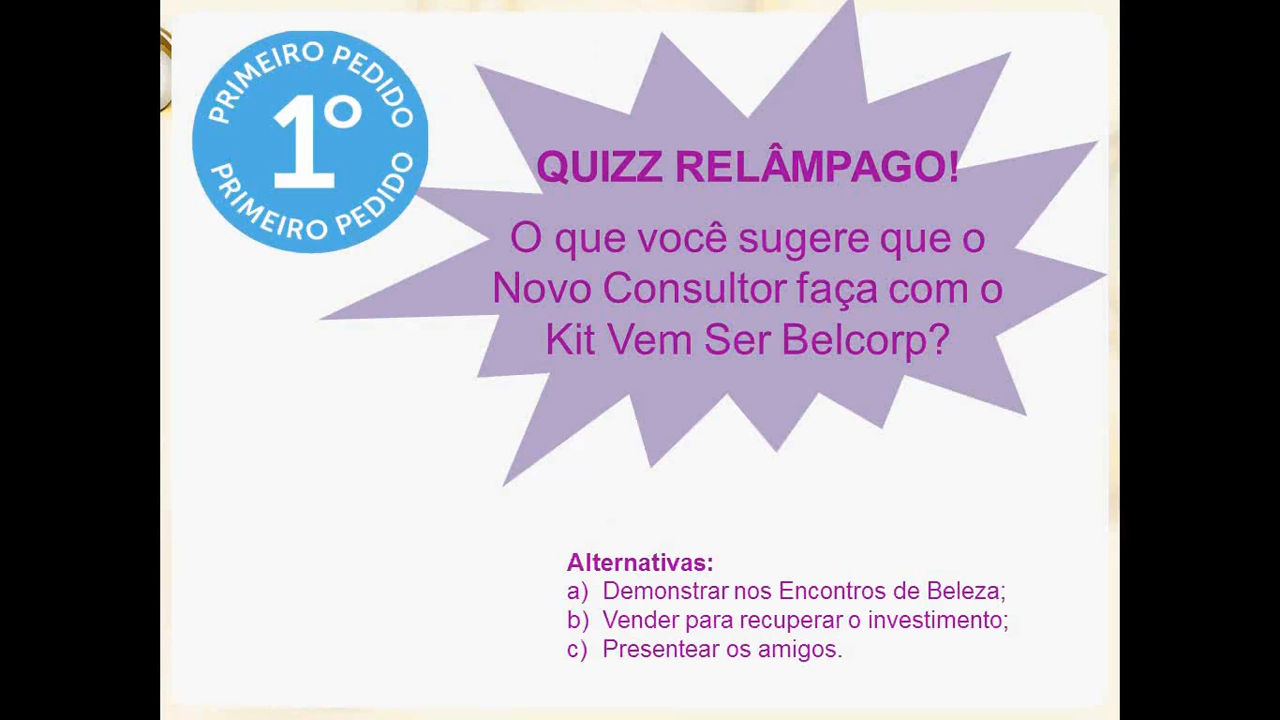 PRIMEIRO PEDIDO
1º
PRIMEIRO PEDIDO
QUIZZ RELÂMPAGO!
O que você sugere que o
Novo Consultor faça com o
Kit Vem Ser Belcorp?
Alternativas:
a) Demonstrar nos Encontros de Beleza;
b) Vender para recuperar o investimento;
c) Presentear os amigos.